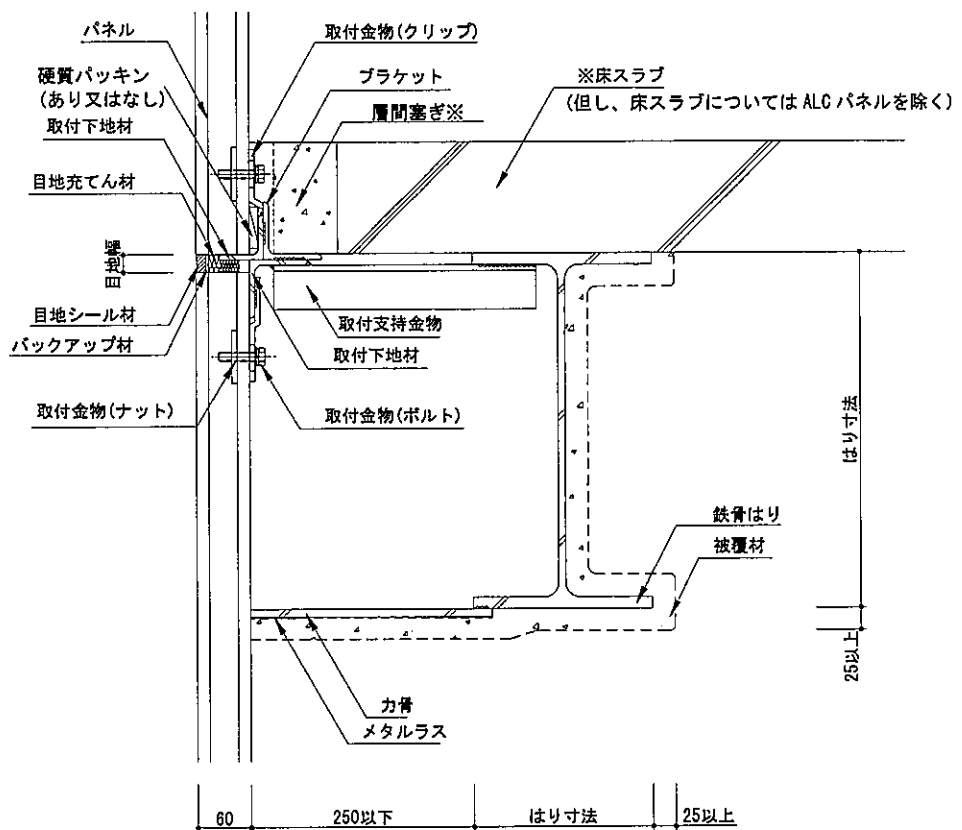 パネル
取付金物(クリップ)
硬質パッキン
(あり又はなし)
ブラケット
※床スラブ
(但し、床スラブについてはALCパネルを除く)
層間塞ぎ※
取付下地材
目地充てん材
目地幅
目地シール材
バックアップ材
取付支持金物
取付下地材
取付金物(ナット)
取付金物(ボルト)
はり寸法
鉄骨はり
被覆材
25以上
力骨
メタルラス
60
250以下
はり寸法
25以上